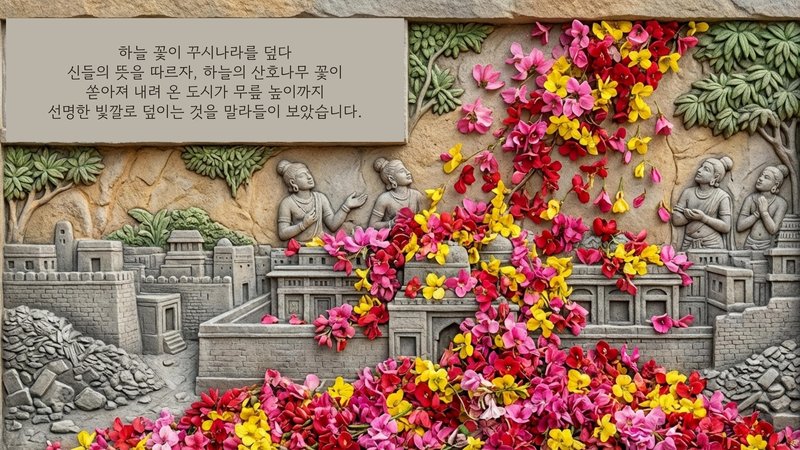 하늘 꽃이 꾸시나라를 덮다
신들의 뜻을 따르자, 하늘의 산호나무 꽃이
쏟아져 내려 온 도시가 무릎 높이까지
선명한 빛깔로 덮이는 것을 말라들이 보았습니다.